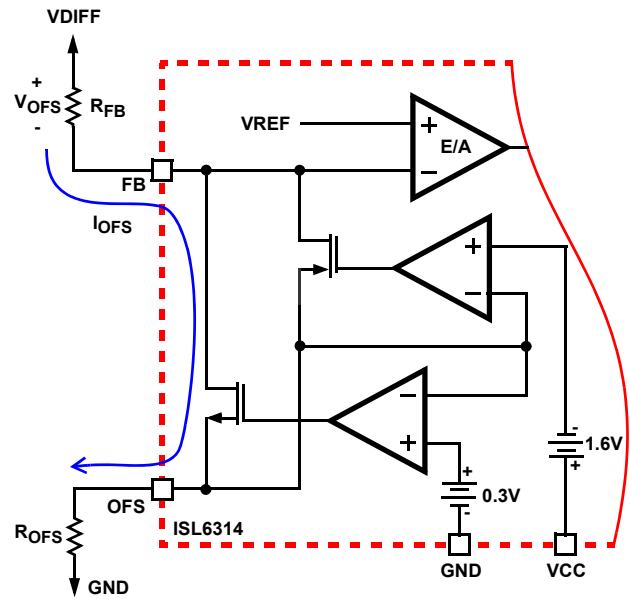 VDIFF
+
VOFS
-
RFB
VREF
+
E/A
−
FB
IOFS
+
−
−
+
-
1.6V
+
+
0.3V
-
OFS
ISL6314
ROFS
GND
GND
VCC